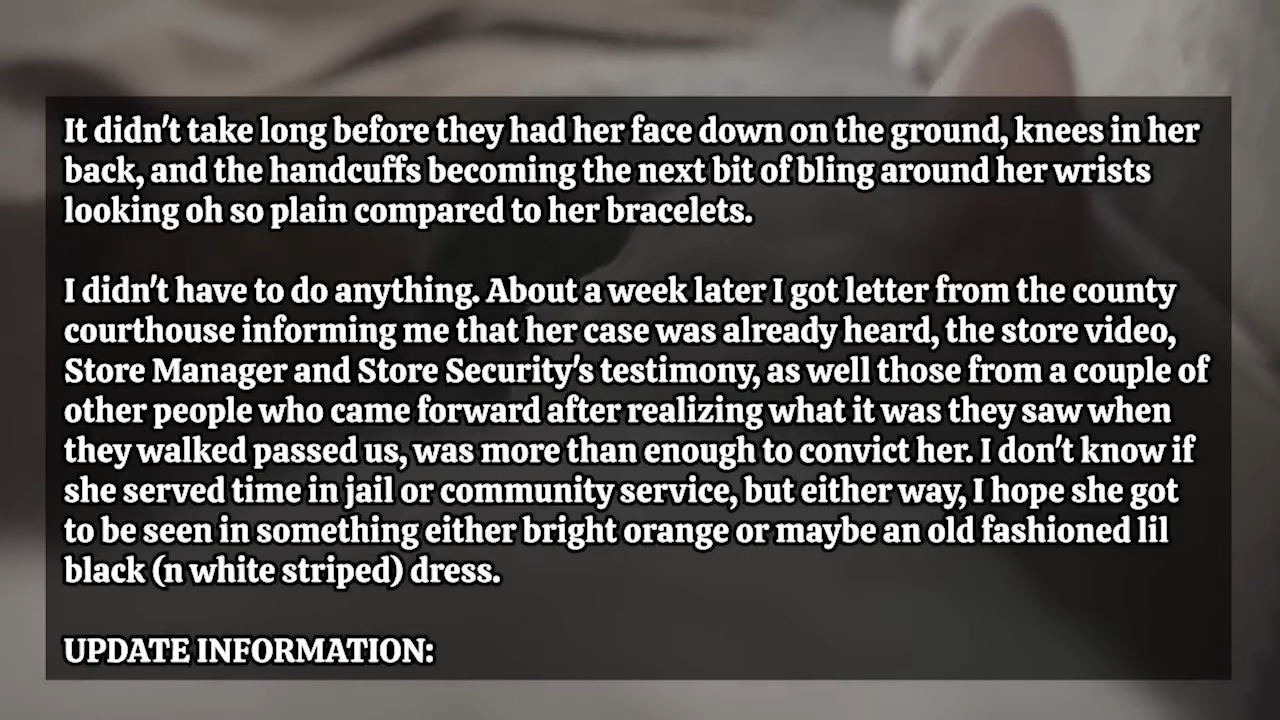 It didn't take long before they had her face down on the ground, knees in her
back, and the handcuffs becoming the next bit of bling around her wrists
looking oh so plain compared to her bracelets.
I didn't have to do anything. About a week later I got letter from the county
courthouse informing me that her case was already heard, the store video,
Store Manager and Store Security's testimony, as well those from a couple of
other people who came forward after realizing what it was they saw when
they walked passed us, was more than enough to convict her. I don't know if
she served time in jail or community service, but either way, I hope she got
to be seen in something either bright orange or maybe an old fashioned lil
black (n white striped) dress.
UPDATE INFORMATION: